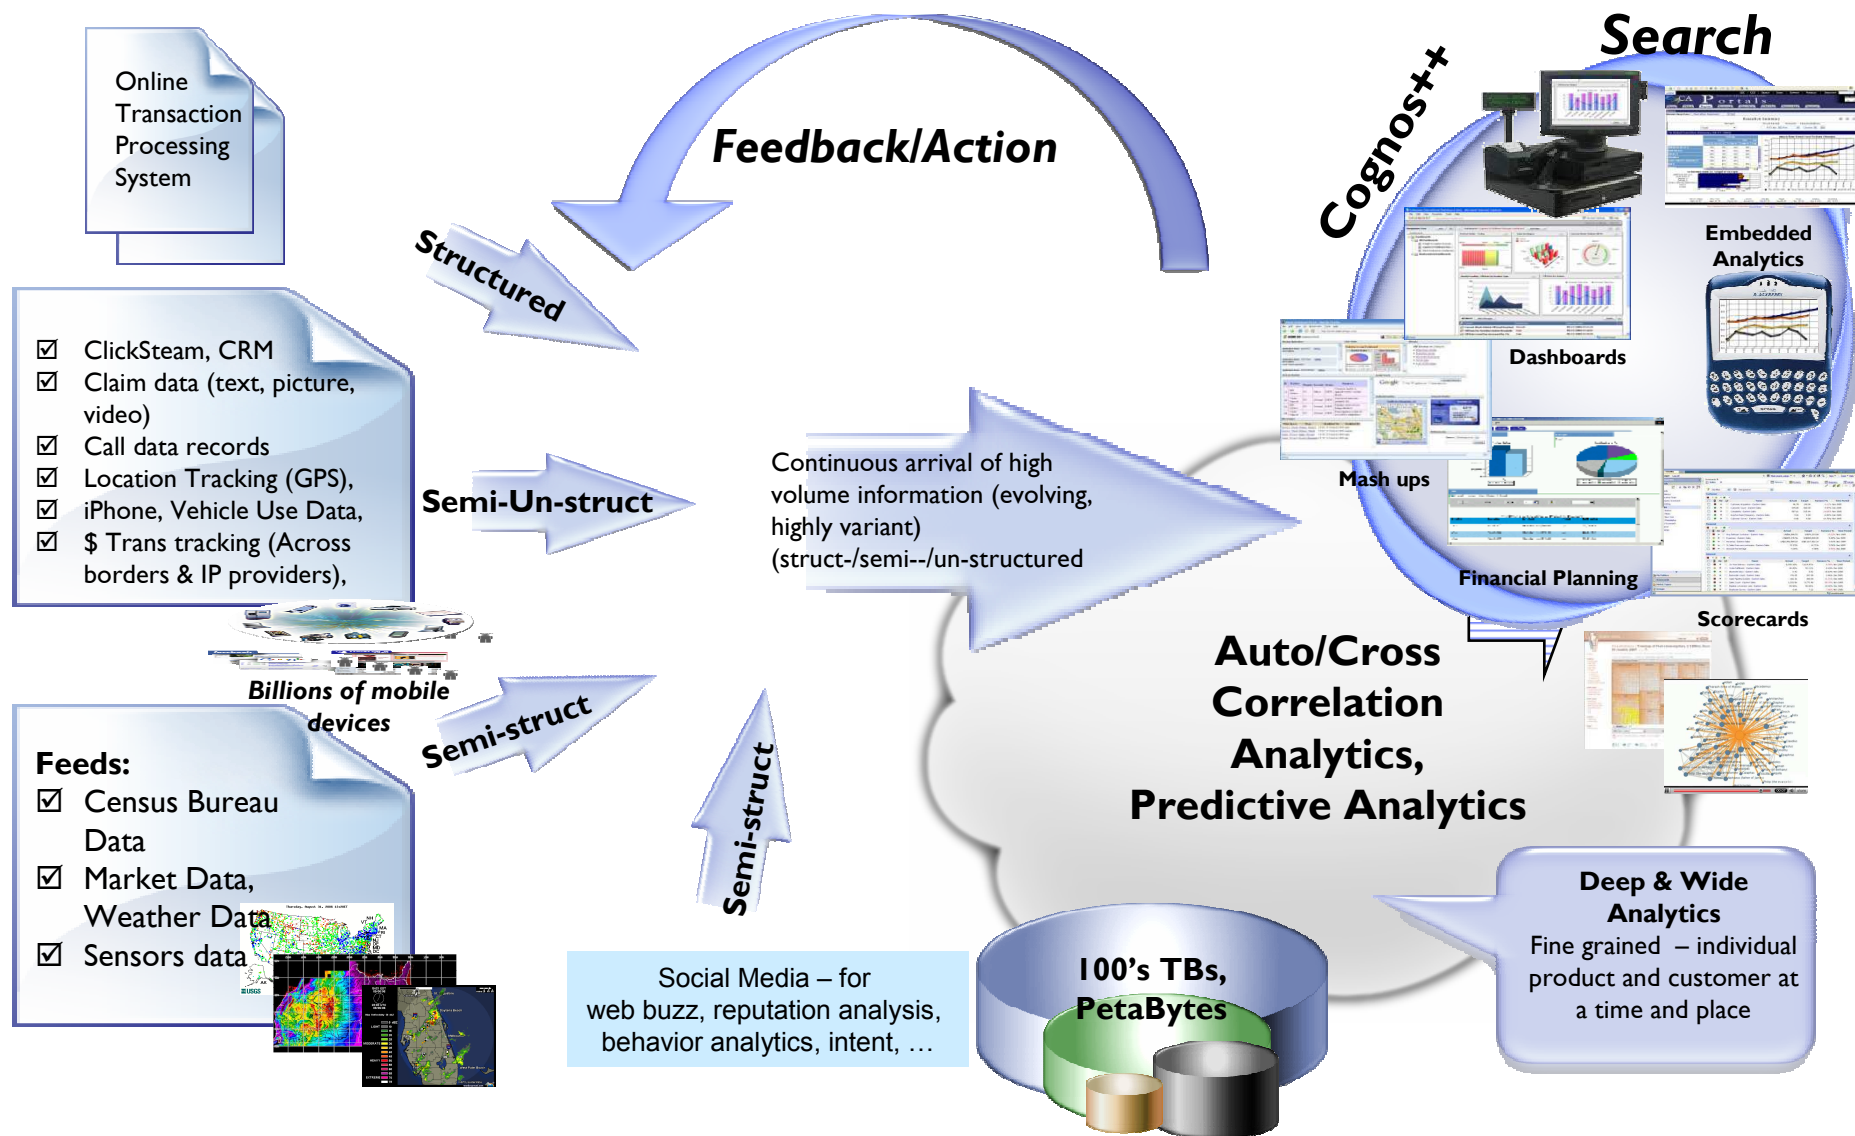 Online
Transaction
Processing
System
Feedback/Action
Cognos++
Search
Portals
Embedded
Analytics
Structured
☑ ClickSteam, CRM
☑ Claim data (text, picture,
video)
☑ Call data records
☑ Location Tracking (GPS),
☑ iPhone, Vehicle Use Data,
☑ $ Trans tracking (Across
borders & IP providers),
Semi-Un-struct
Continuous arrival of high
volume information (evolving,
highly variant)
(struct-/semi--/un-structured
Dashboards
Google
Mash ups
Financial Planning
Scorecards
Billions of mobile
devices
Semi-struct
Semi-struct
Auto/Cross
Correlation
Analytics,
Predictive Analytics
Feeds:
☑ Census Bureau
Data
☑ Market Data,
Weather Data
☑ Sensors data
USGS
Social Media – for
web buzz, reputation analysis,
behavior analytics, intent, …
100's TBs,
PetaBytes
Deep & Wide
Analytics
Fine grained – individual
product and customer at
a time and place